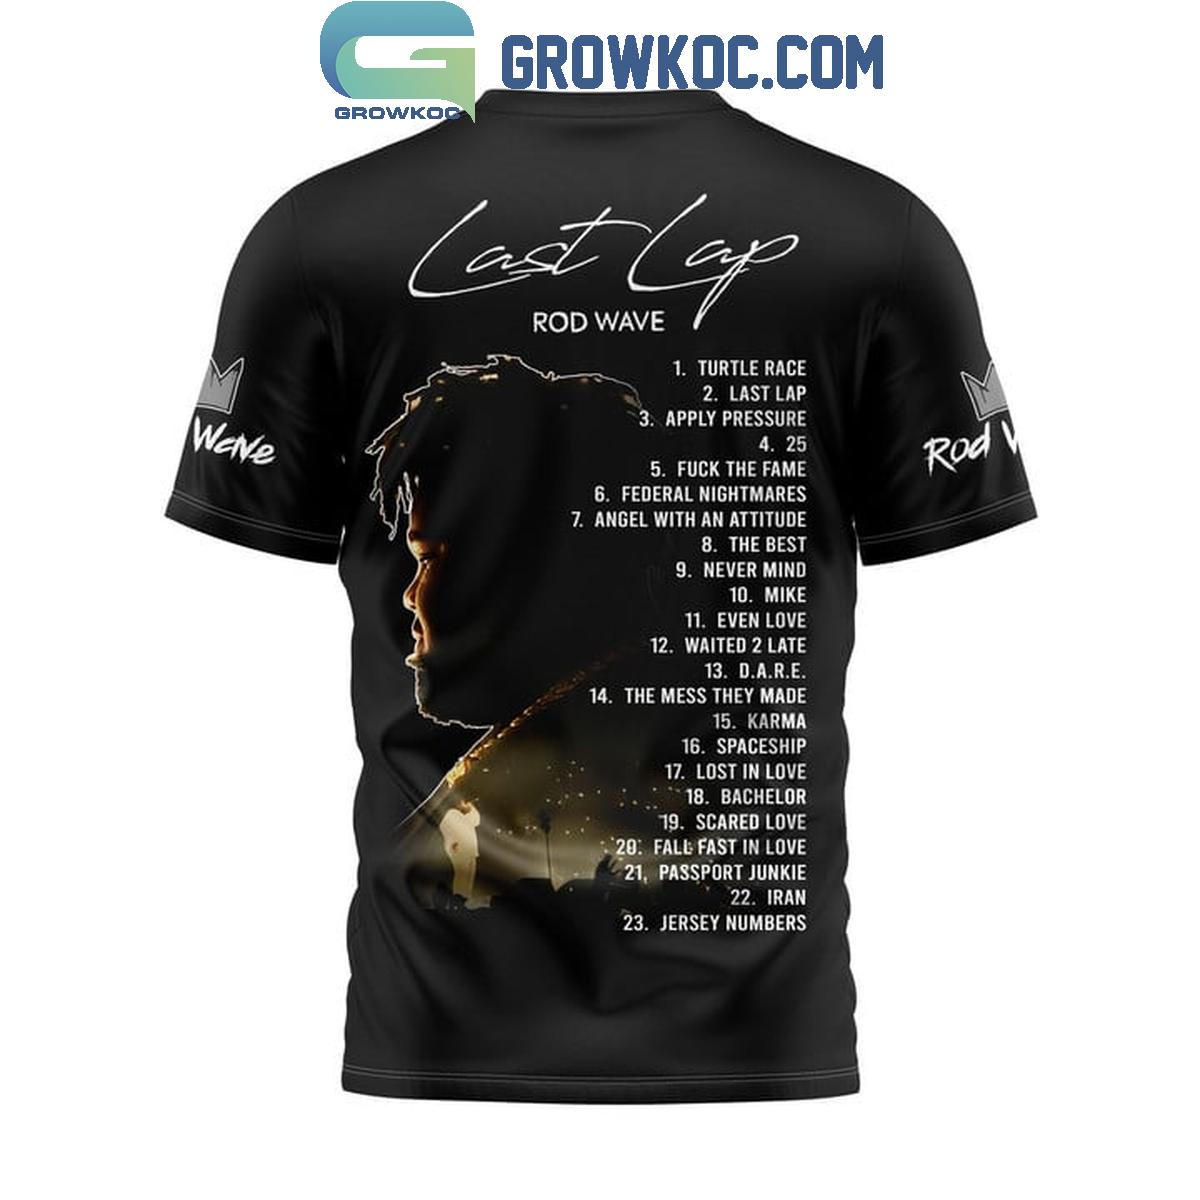 GROWKOC.COM
GROWKOC
Last Lap
ROD WAVE
1. TURTLE RACE
2. LAST LAP
3. APPLY PRESSURE
4. 25
5. FUCK THE FAME
6. FEDERAL NIGHTMARES
7. ANGEL WITH AN ATTITUDE
8. THE BEST
9. NEVER MIND
10. MIKE
11. EVEN LOVE
12. WAITED 2 LATE
13. D.A.R.E.
14. THE MESS THEY MADE
15. KARMA
16. SPACESHIP
17. LOST IN LOVE
18. BACHELOR
19. SCARED LOVE
20. FALL FAST IN LOVE
21. PASSPORT JUNKIE
22. IRAN
23. JERSEY NUMBERS
Wave
Rod W